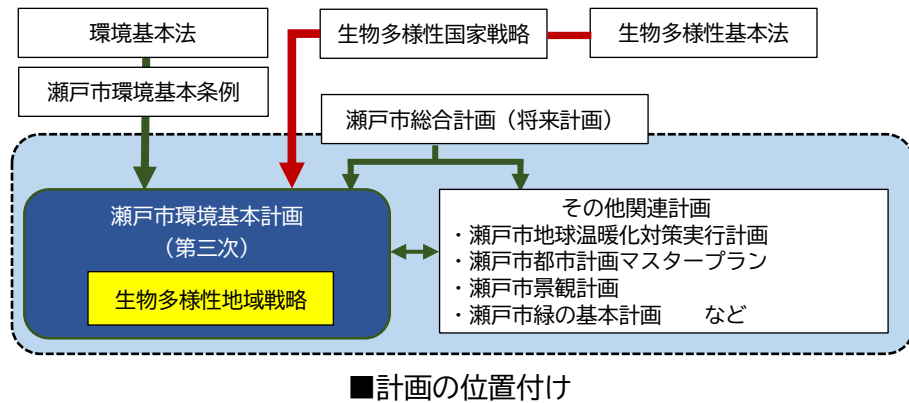 環境基本法
生物多様性国家戦略
生物多様性基本法
瀬戸市環境基本条例
瀬戸市総合計画（将来計画）
瀬戸市環境基本計画
（第三次）
生物多様性地域戦略
その他関連計画
・瀬戸市地球温暖化対策実行計画
・瀬戸市都市計画マスタープラン
・瀬戸市景観計画
・瀬戸市緑の基本計画　　など
■計画の位置付け